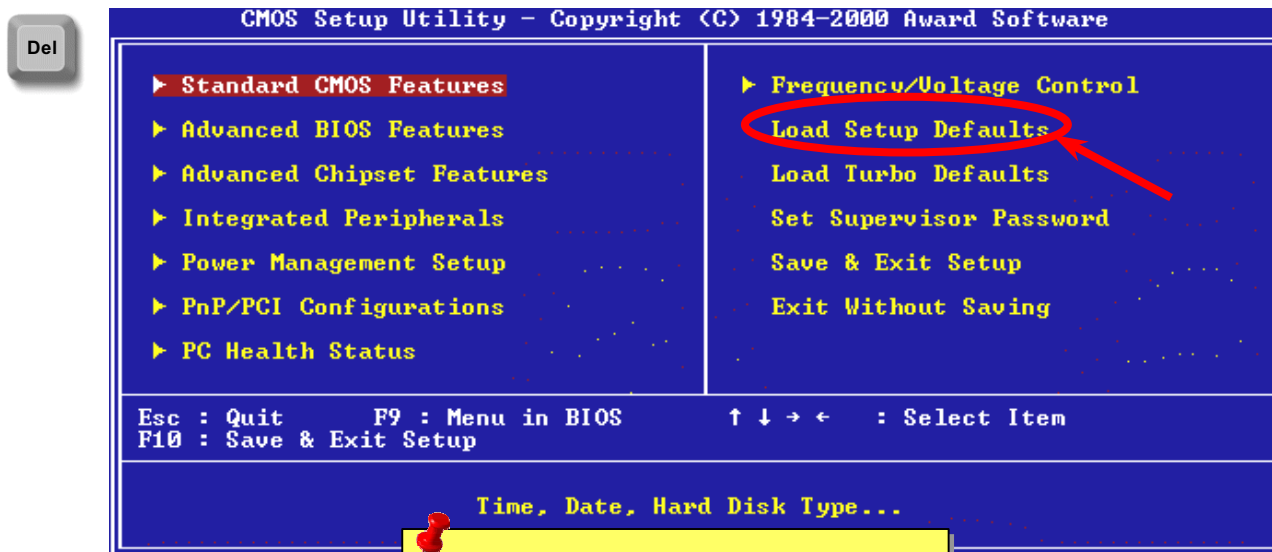 Del
CMOS Setup Utility - Copyright (C) 1984-2000 Award Software
Standard CMOS Features
Advanced BIOS Features
Advanced Chipset Features
Integrated Peripherals
Power Management Setup
PnP/PCI Configurations
PC Health Status
Frequency/Voltage Control
Load Setup Defaults
Load Turbo Defaults
Set Supervisor Password
Save & Exit Setup
Exit Without Saving
Esc : Quit F9 : Menu in BIOS ↑ ↓ → ← : Select Item
F10 : Save & Exit Setup
Time, Date, Hard Disk Type...